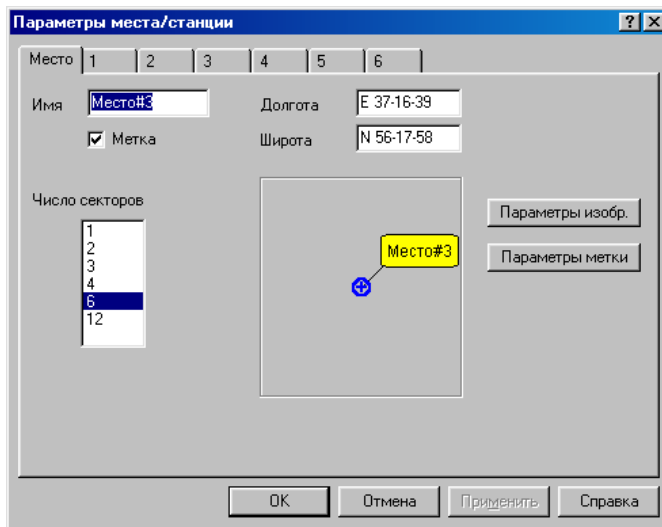 Параметры места/станции
Место 1 2 3 4 5 6
Имя Место#3 Долгота E 37-16-39
Метка Широта N 56-17-58
Число секторов
1
2
3
4
6
12
Место#3
Параметры изобр.
Параметры метки
OK Отмена Применить Справка